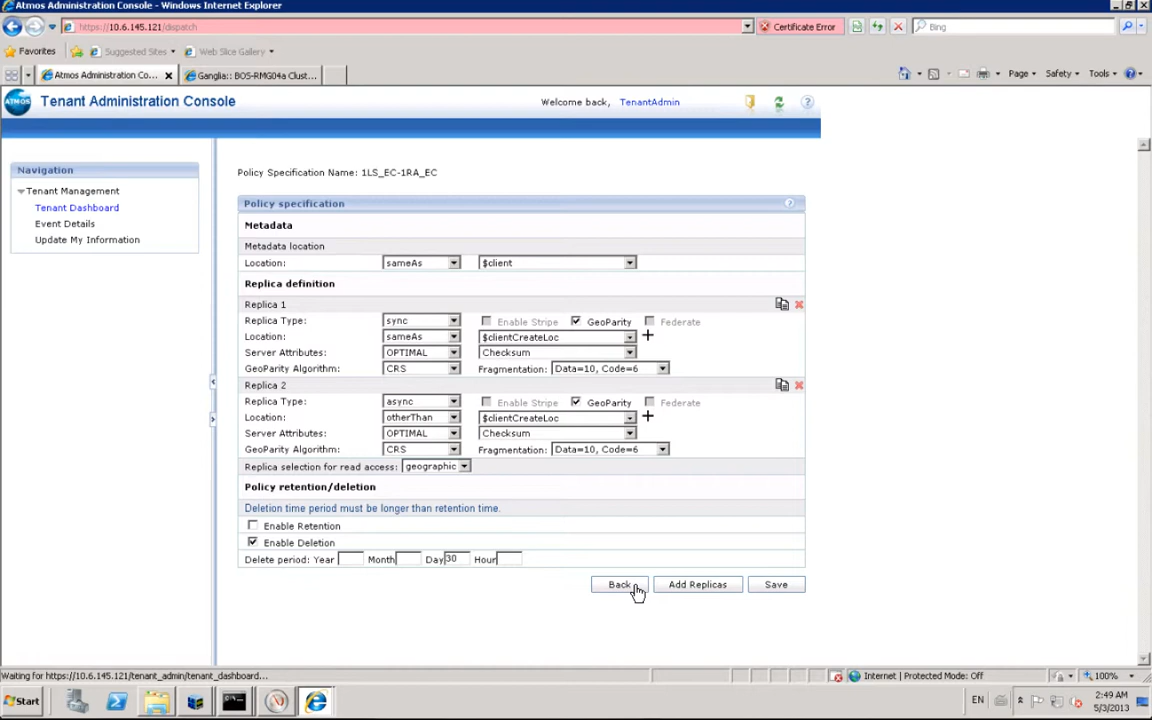 Atmos Administration Console - Windows Internet Explorer
https://10.6.145.121/dispatch
Certificate Error
Bing
Favorites
Suggested Sites
Web Slice Gallery
Atmos Administration Co...
Ganglia:: BOS-RMG04a Clust...
Page
Safety
Tools
ATMOS
Tenant Administration Console
Welcome back, TenantAdmin
Navigation
Tenant Management
Tenant Dashboard
Event Details
Update My Information
Policy Specification Name: 1LS_EC-1RA_EC
Policy specification
Metadata
Metadata location
Location: sameAs $client
Replica definition
Replica 1
Replica Type: sync Enable Stripe GeoParity Federate
Location: sameAs $clientCreateLoc
Server Attributes: OPTIMAL Checksum
GeoParity Algorithm: CRS Fragmentation: Data=10, Code=6
Replica 2
Replica Type: async Enable Stripe GeoParity Federate
Location: otherThan $clientCreateLoc
Server Attributes: OPTIMAL Checksum
GeoParity Algorithm: CRS Fragmentation: Data=10, Code=6
Replica selection for read access: geographic
Policy retention/deletion
Deletion time period must be longer than retention time.
Enable Retention
Enable Deletion
Delete period: Year Month Day 30 Hour
Back Add Replicas Save
Waiting for https://10.6.145.121/tenant_admin/tenant_dashboard...
Internet | Protected Mode: Off
100%
Start
EN
2:49 AM
5/3/2013